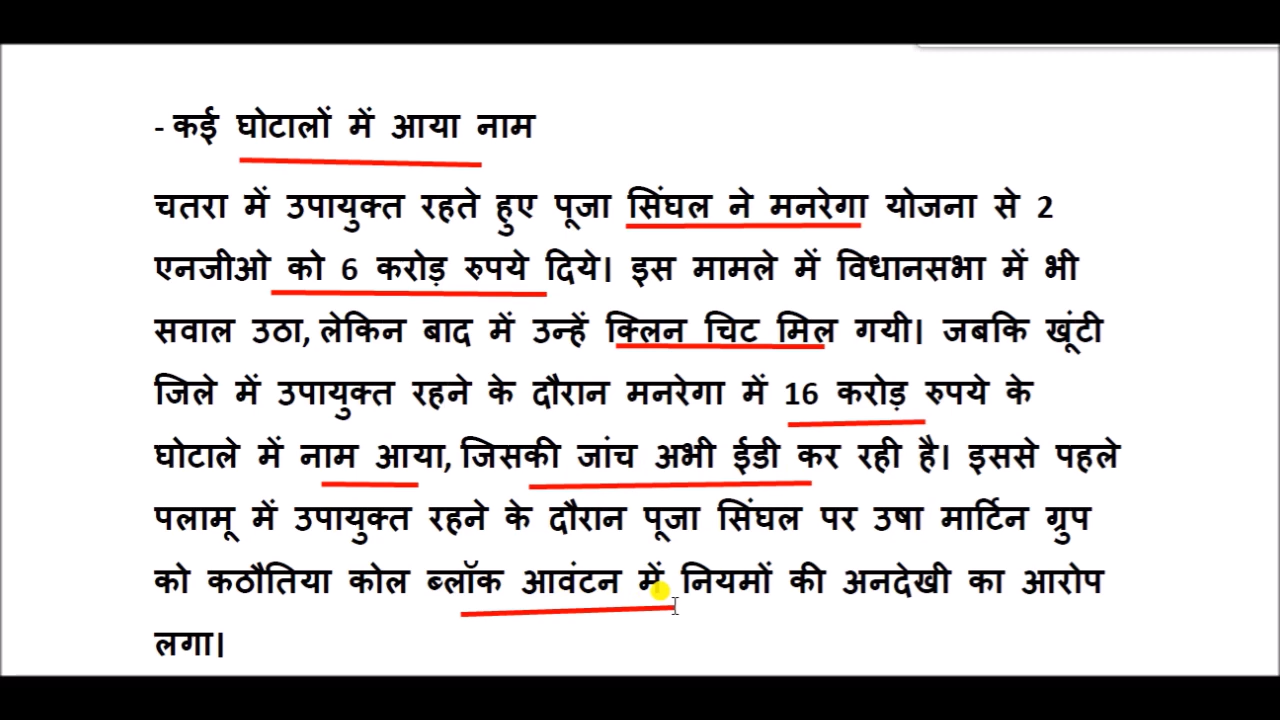 - कई घोटालों में आया नाम
चतरा में उपायुक्त रहते हुए पूजा सिंघल ने मनरेगा योजना से 2
एनजीओ को 6 करोड़ रुपये दिये। इस मामले में विधानसभा में भी
सवाल उठा, लेकिन बाद में उन्हें क्लिन चिट मिल गयी। जबकि खूंटी
जिले में उपायुक्त रहने के दौरान मनरेगा में 16 करोड़ रुपये के
घोटाले में नाम आया, जिसकी जांच अभी ईडी कर रही है। इससे पहले
पलामू में उपायुक्त रहने के दौरान पूजा सिंघल पर उषा मार्टिन ग्रुप
को कठौतिया कोल ब्लॉक आवंटन में नियमों की अनदेखी का आरोप
लगा।